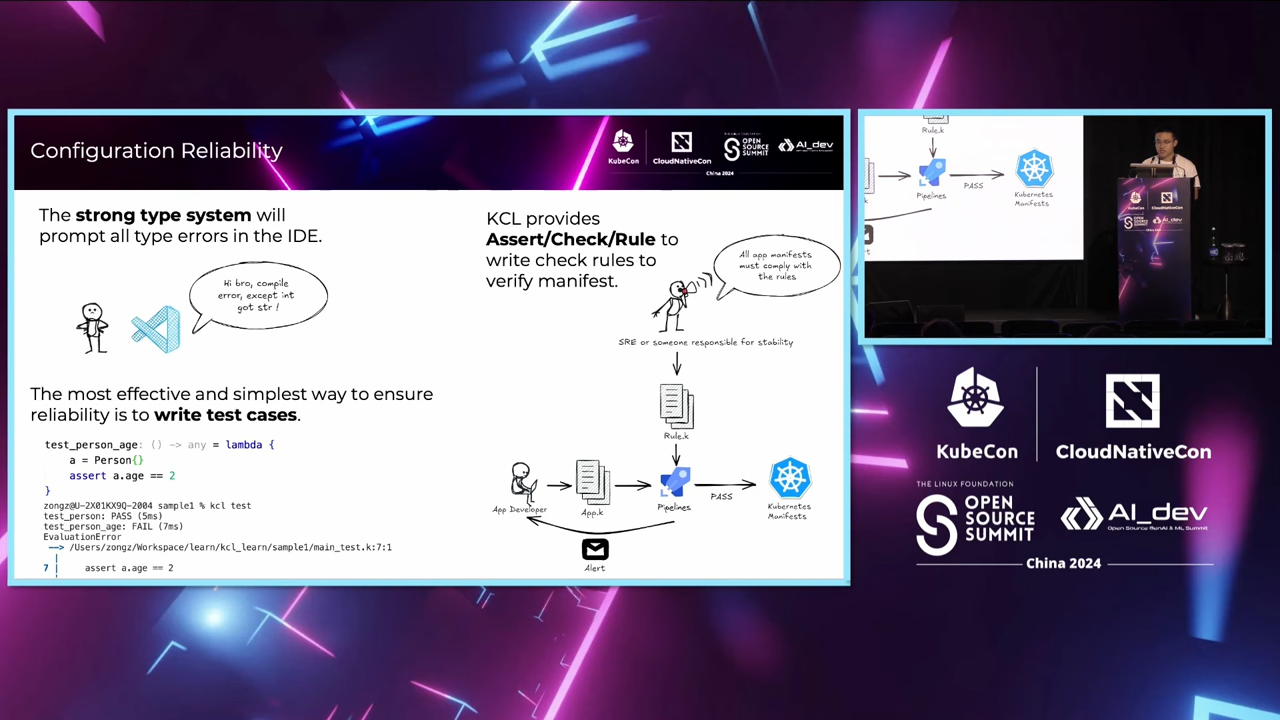 Configuration Reliability
KubeCon
CloudNativeCon
THE LINUX FOUNDATION
OPEN
SOURCE
SUMMIT
AI_dev
China 2024
The strong type system will
prompt all type errors in the IDE.
Hi bro, compile
error, except int
got str !
The most effective and simplest way to ensure
reliability is to write test cases.
test_person_age: () -> any = lambda {
a = Person{}
assert a.age == 2
}
zongz@U-2X01KX9Q-2004 sample1 % kcl test
test_person: PASS (5ms)
test_person_age: FAIL (7ms)
EvaluationError
--> /Users/zongz/Workspace/learn/kcl_learn/sample1/main_test.k:7:1
7 | assert a.age == 2
KCL provides
Assert/Check/Rule to
write check rules to
verify manifest.
All app manifests
must comply with
the rules
SRE or someone responsible for stability
Rule.k
App Developer
App.k
Pipelines
PASS
Kubernetes
Manifests
Alert
Rule.k
Pipelines
PASS
Kubernetes
Manifests
KubeCon
CloudNativeCon
THE LINUX FOUNDATION
OPEN
SOURCE
SUMMIT
AI_dev
Open Source GenAI & ML Summit
China 2024